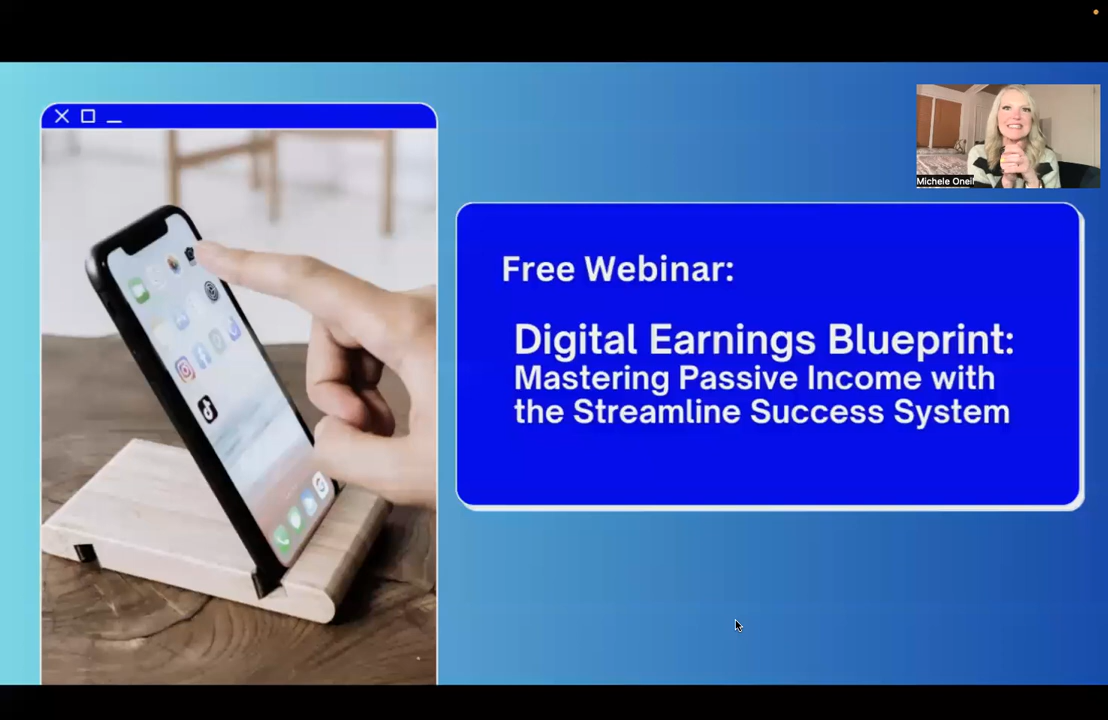 Michele Oneil
Free Webinar:
Digital Earnings Blueprint:
Mastering Passive Income with
the Streamline Success System